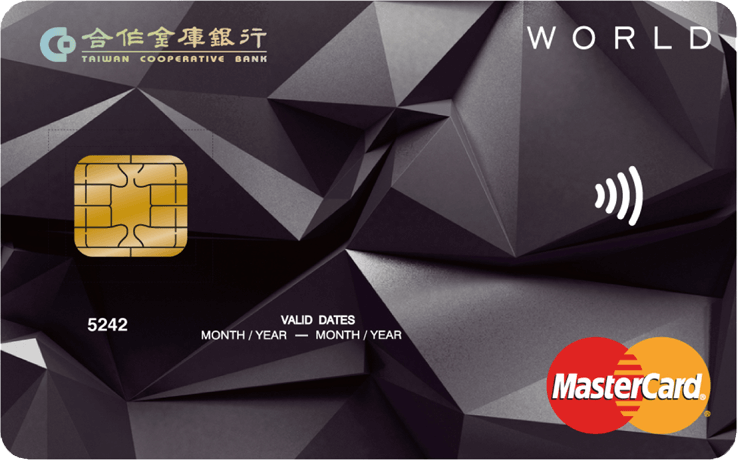 合作金庫銀行
TAIWAN COOPERATIVE BANK
WORLD
5242
VALID DATES
MONTH / YEAR — MONTH / YEAR
MasterCard®